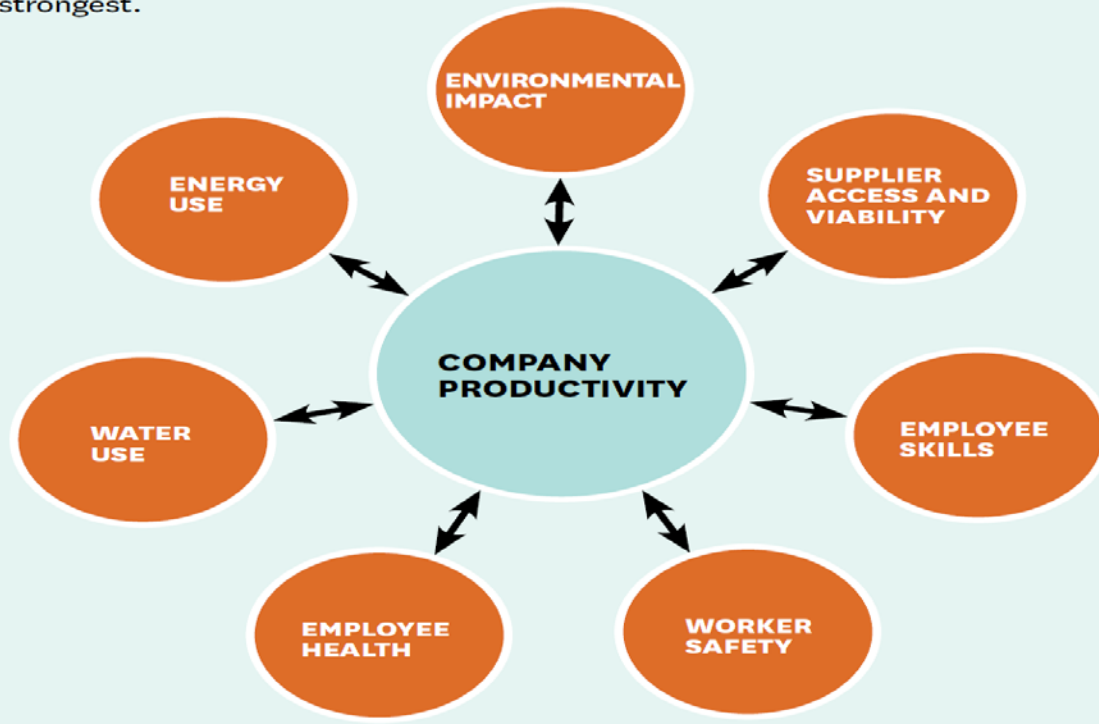 strongest.
ENVIRONMENTAL
IMPACT
ENERGY
USE
SUPPLIER
ACCESS AND
VIABILITY
COMPANY
PRODUCTIVITY
WATER
USE
EMPLOYEE
SKILLS
EMPLOYEE
HEALTH
WORKER
SAFETY